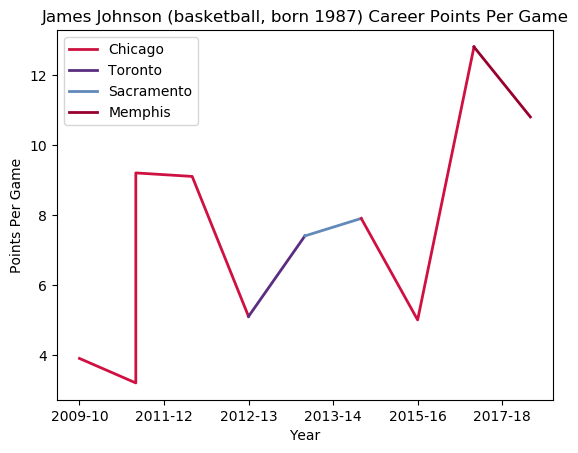 James Johnson (basketball, born 1987) Career Points Per Game
Chicago
Toronto
Sacramento
Memphis
12
10
8
6
4
Points Per Game
2009-10
2011-12
2012-13
2013-14
2015-16
2017-18
Year